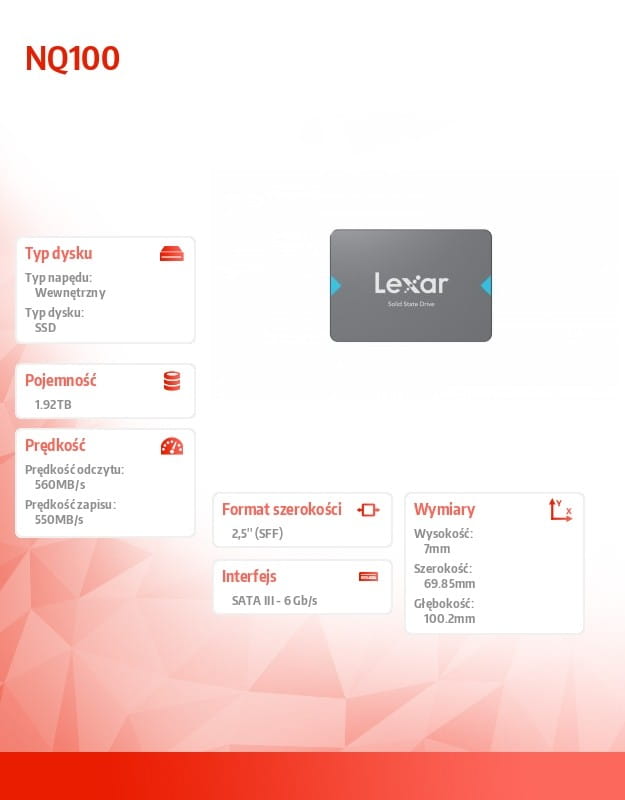 NQ100
Lexar
Solid State Drive
Typ dysku
Typ napędu:
Wewnętrzny
Typ dysku:
SSD
Pojemność
1.92TB
Prędkość
Prędkość odczytu:
560MB/s
Prędkość zapisu:
550MB/s
Format szerokości
2,5" (SFF)
Interfejs
SATA III - 6 Gb/s
Wymiary
Y
X
Wysokość:
7mm
Szerokość:
69.85mm
Głębokość:
100.2mm